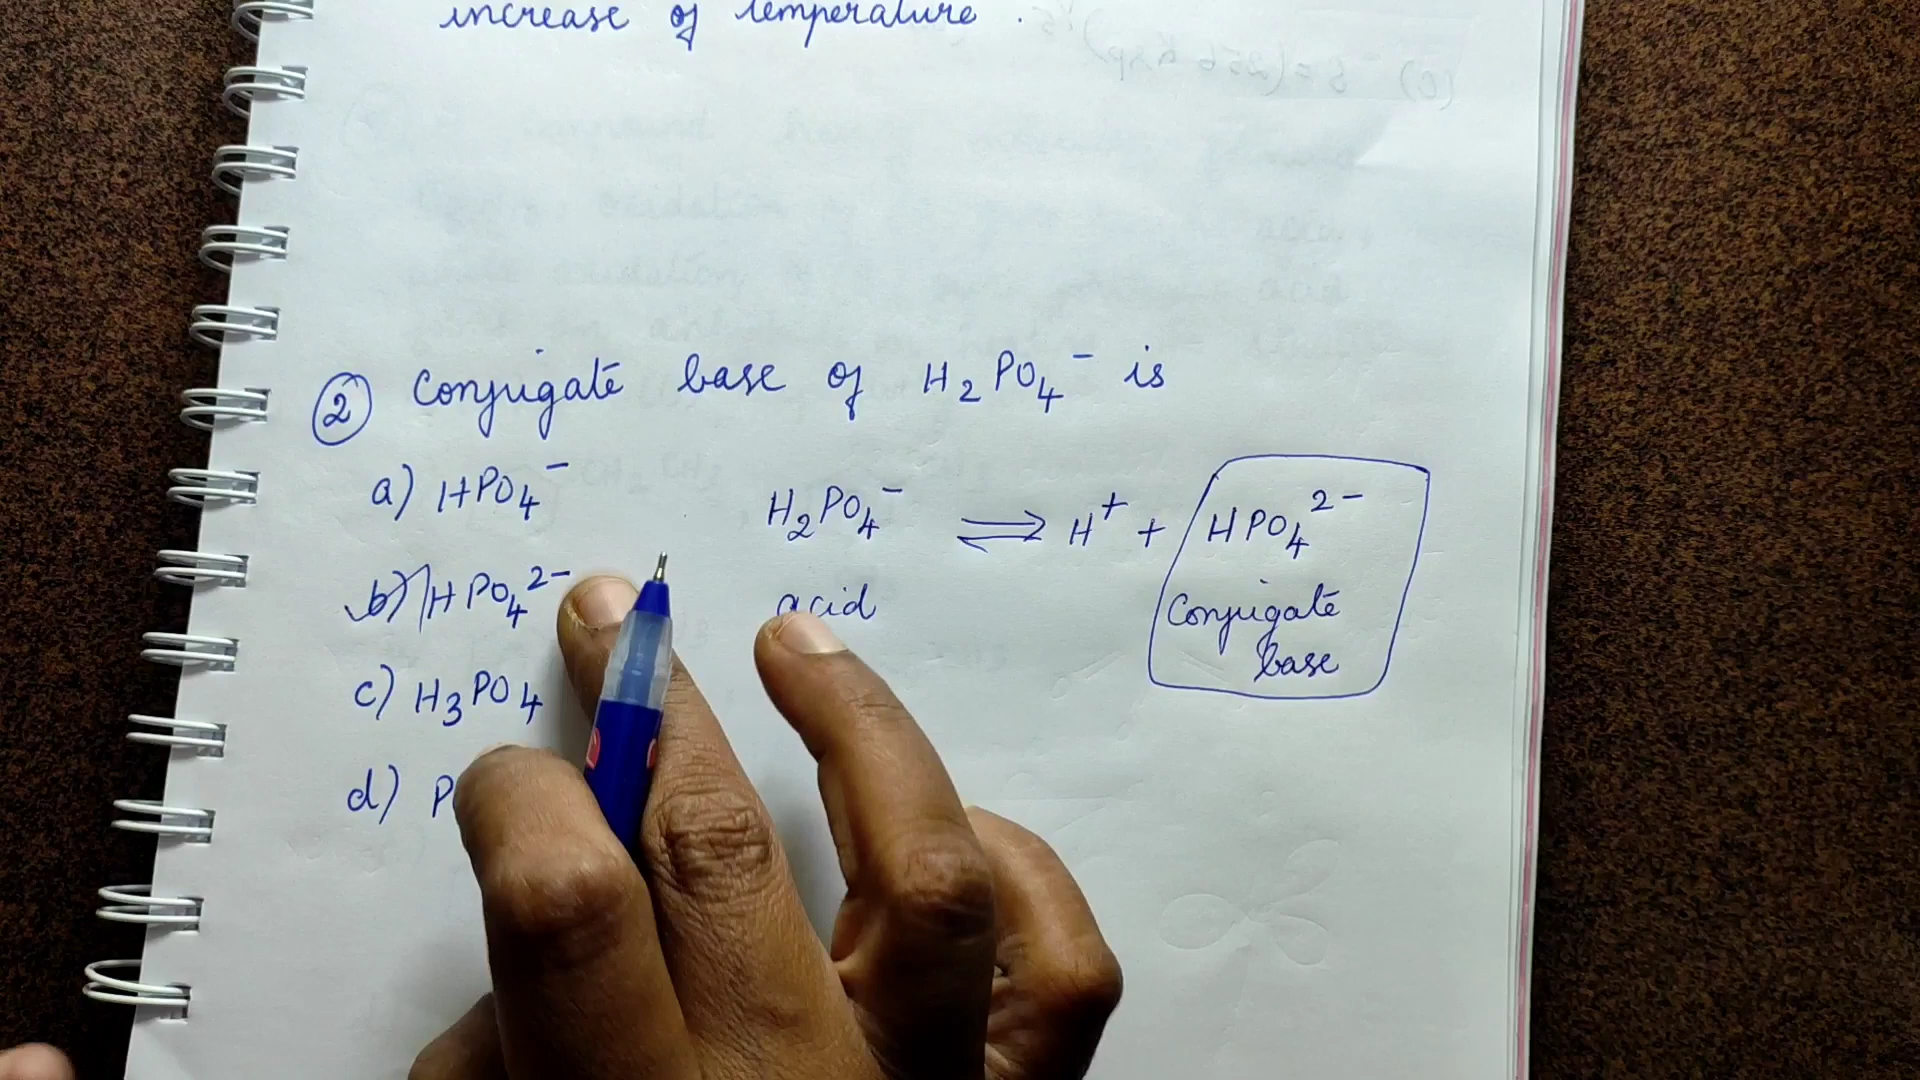 increase of temperature.
② Conjugate base of H₂PO₄⁻ is
a) HPO₄⁻
b) HPO₄²⁻
c) H₃PO₄
d) P
H₂PO₄⁻ ⇌ H⁺ + HPO₄²⁻
acid Conjugate
base